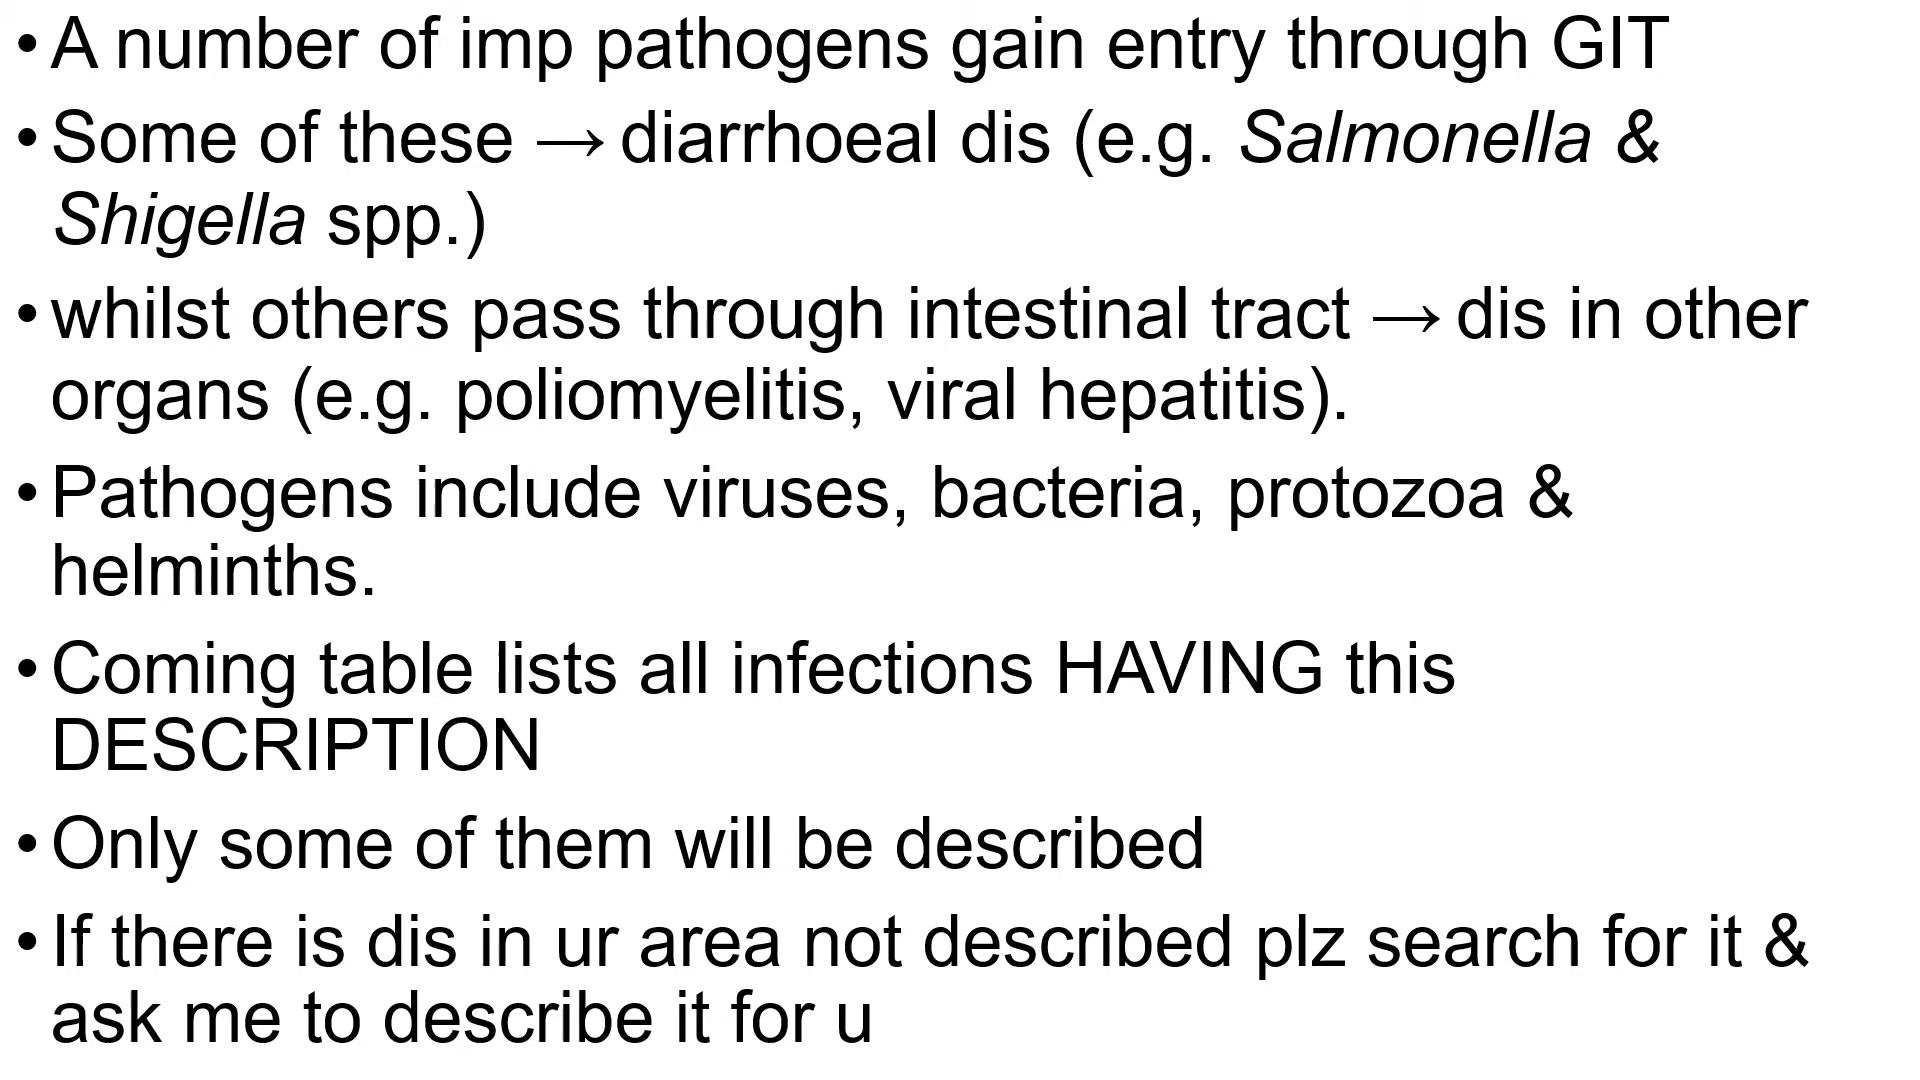 • A number of imp pathogens gain entry through GIT
• Some of these → diarrhoeal dis (e.g. Salmonella &
Shigella spp.)
• whilst others pass through intestinal tract → dis in other
organs (e.g. poliomyelitis, viral hepatitis).
• Pathogens include viruses, bacteria, protozoa &
helminths.
• Coming table lists all infections HAVING this
DESCRIPTION
• Only some of them will be described
• If there is dis in ur area not described plz search for it &
ask me to describe it for u